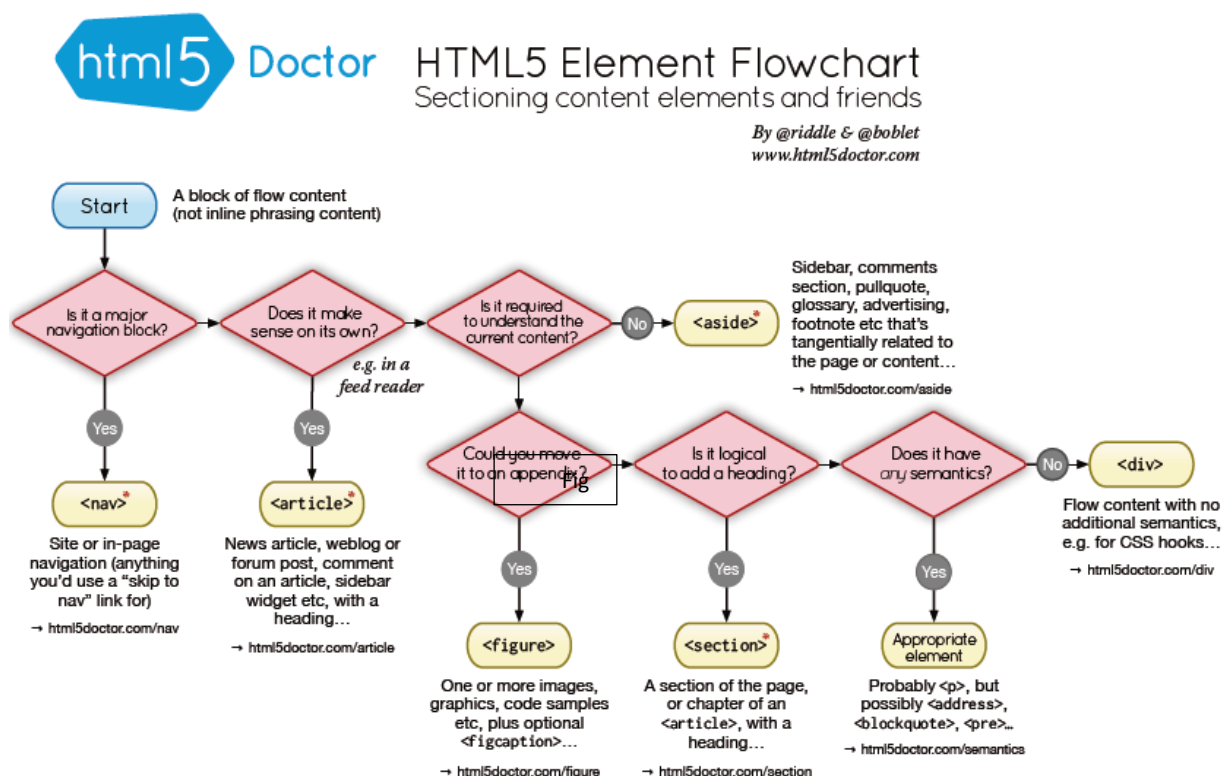 html5 Doctor
HTML5 Element Flowchart
Sectioning content elements and friends
By @riddle & @boblet
www.html5doctor.com
Start
A block of flow content
(not inline phrasing content)
Is it a major
navigation block?
Does it make
sense on its own?
e.g. in a
feed reader
Is it required
to understand the
current content?
No
<aside>*
Sidebar, comments
section, pullquote,
glossary, advertising,
footnote etc that's
tangentially related to
the page or content…
→ html5doctor.com/aside
Yes
<nav>*
Site or in-page
navigation (anything
you'd use a “skip to
nav” link for)
→ html5doctor.com/nav
Yes
<article>*
News article, weblog or
forum post, comment
on an article, sidebar
widget etc, with a
heading…
→ html5doctor.com/article
Could you move
it to an appendix?
Fig
Yes
<figure>
One or more images,
graphics, code samples
etc, plus optional
<figcaption>…
→ html5doctor.com/figure
Is it logical
to add a heading?
Yes
<section>*
A section of the page,
or chapter of an
<article>, with a
heading…
→ html5doctor.com/section
Does it have
any semantics?
Yes
Appropriate
element
Probably <p>, but
possibly <address>,
<blockquote>, <pre>…
→ html5doctor.com/semantics
No
<div>
Flow content with no
additional semantics,
e.g. for CSS hooks…
→ html5doctor.com/div